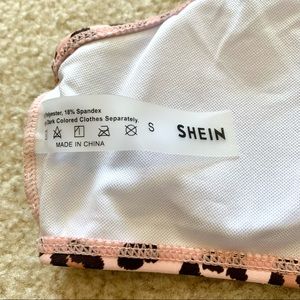 Polyester, 18% Spandex
Dark Colored Clothes Separately.
S
SHEIN
MADE IN CHINA